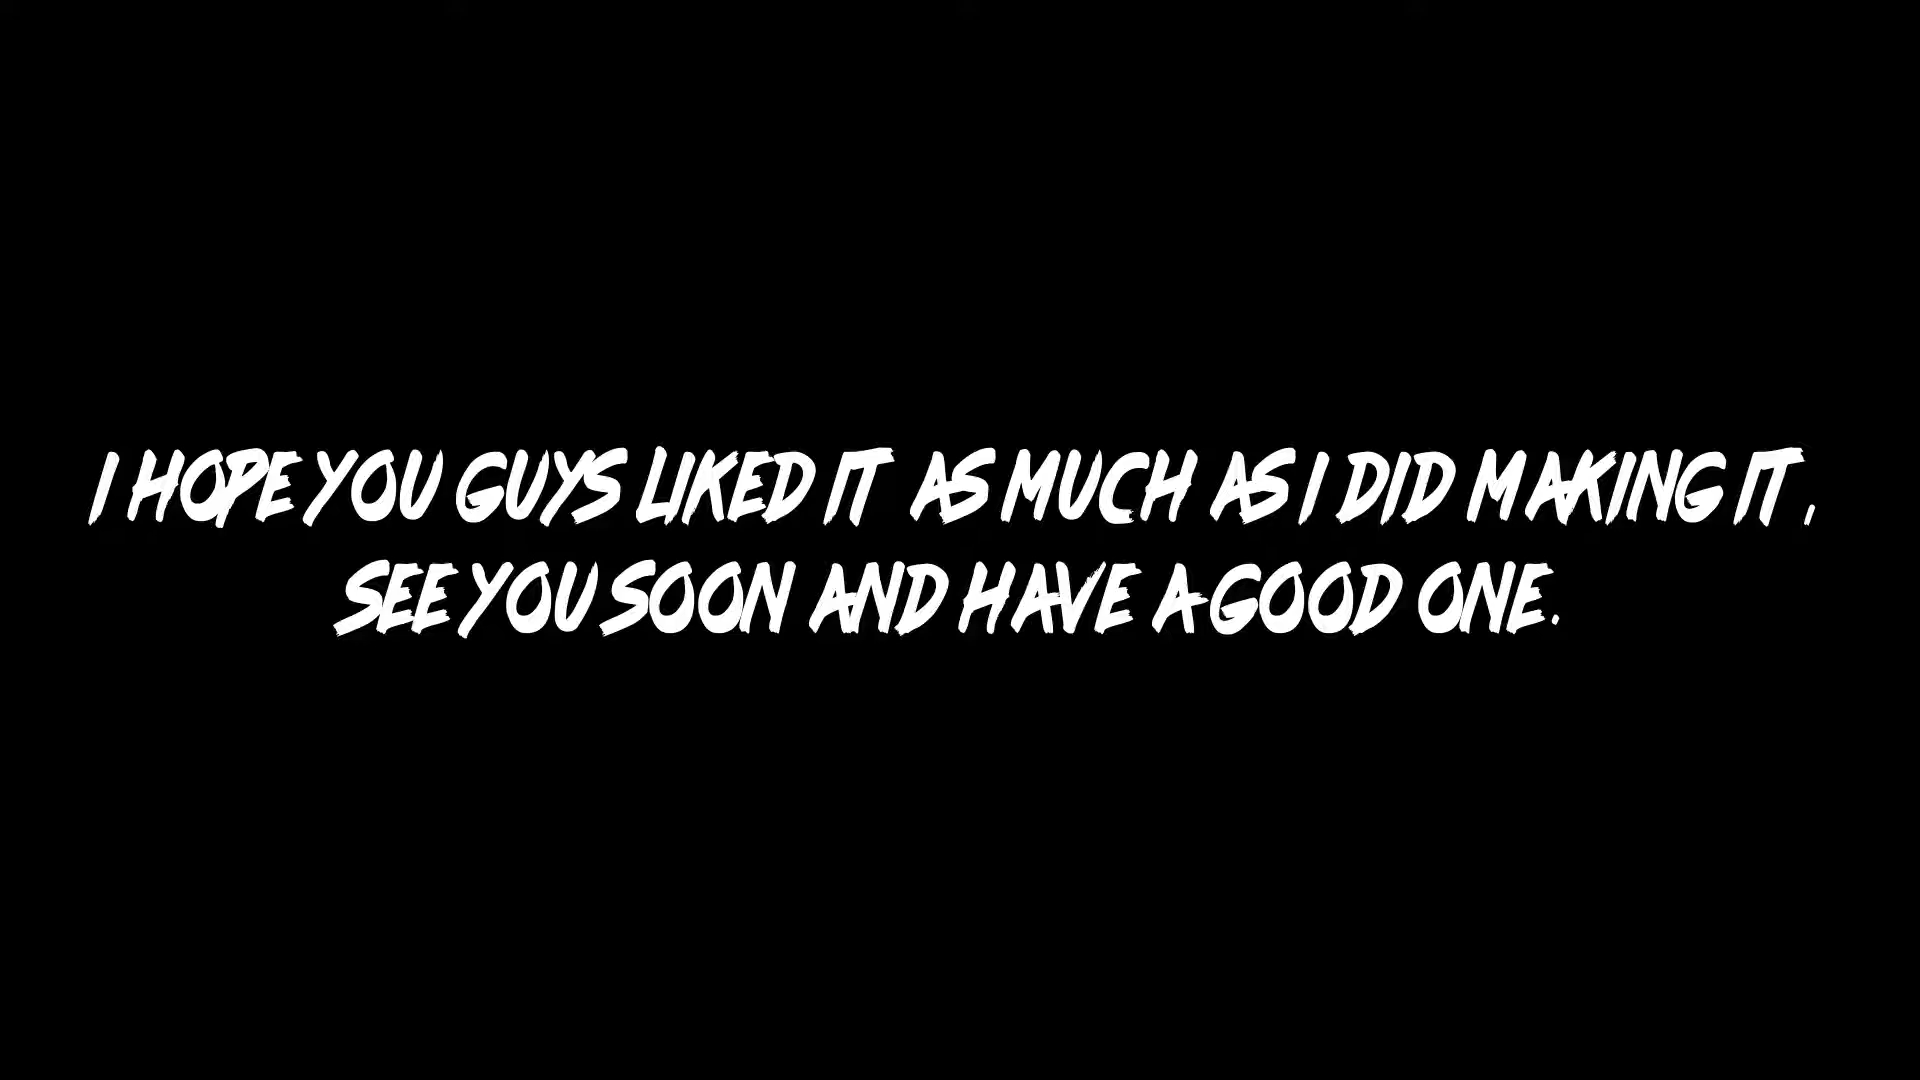 I HOPE YOU GUYS LIKED IT AS MUCH AS I DID MAKING IT,
SEE YOU SOON AND HAVE A GOOD ONE.